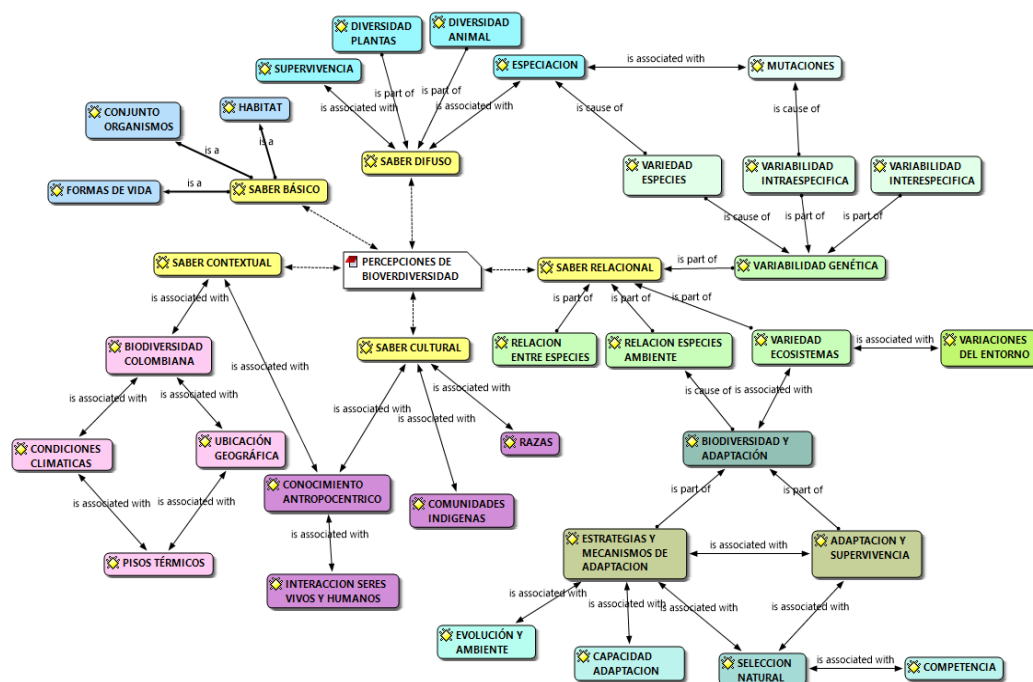 DIVERSIDAD
PLANTAS
DIVERSIDAD
ANIMAL
SUPERVIVENCIA
ESPECIACION
is associated with
MUTACIONES
is part of
is part of
is associated with
is associated with
CONJUNTO
ORGANISMOS
HABITAT
is cause of
is cause of
is a
is a
SABER DIFUSO
VARIEDAD
ESPECIES
VARIABILIDAD
INTRAESPECIFICA
VARIABILIDAD
INTERESPECIFICA
FORMAS DE VIDA
is a
SABER BÁSICO
is cause of
is part of
is part of
SABER CONTEXTUAL
PERCEPCIONES DE
BIOVERDIVERSIDAD
SABER RELACIONAL
is part of
VARIABILIDAD GENÉTICA
is associated with
is part of
is part of
is part of
BIODIVERSIDAD
COLOMBIANA
SABER CULTURAL
RELACION
ENTRE ESPECIES
RELACION ESPECIES
AMBIENTE
VARIEDAD
ECOSISTEMAS
is associated with
VARIACIONES
DEL ENTORNO
is associated with
is associated with
is associated with
is associated with
is associated with
is associated with
is cause of
is associated with
CONDICIONES
CLIMATICAS
UBICACIÓN
GEOGRÁFICA
RAZAS
BIODIVERSIDAD Y
ADAPTACIÓN
CONOCIMIENTO
ANTROPOCENTRICO
COMUNIDADES
INDIGENAS
is associated with
is associated with
is part of
is part of
PISOS TÉRMICOS
is associated with
ESTRATEGIAS Y
MECANISMOS DE
ADAPTACION
is associated with
ADAPTACION Y
SUPERVIVENCIA
INTERACCION SERES
VIVOS Y HUMANOS
is associated with
is associated with
is associated with
is associated with
EVOLUCIÓN Y
AMBIENTE
CAPACIDAD
ADAPTACION
SELECCION
NATURAL
is associated with
COMPETENCIA